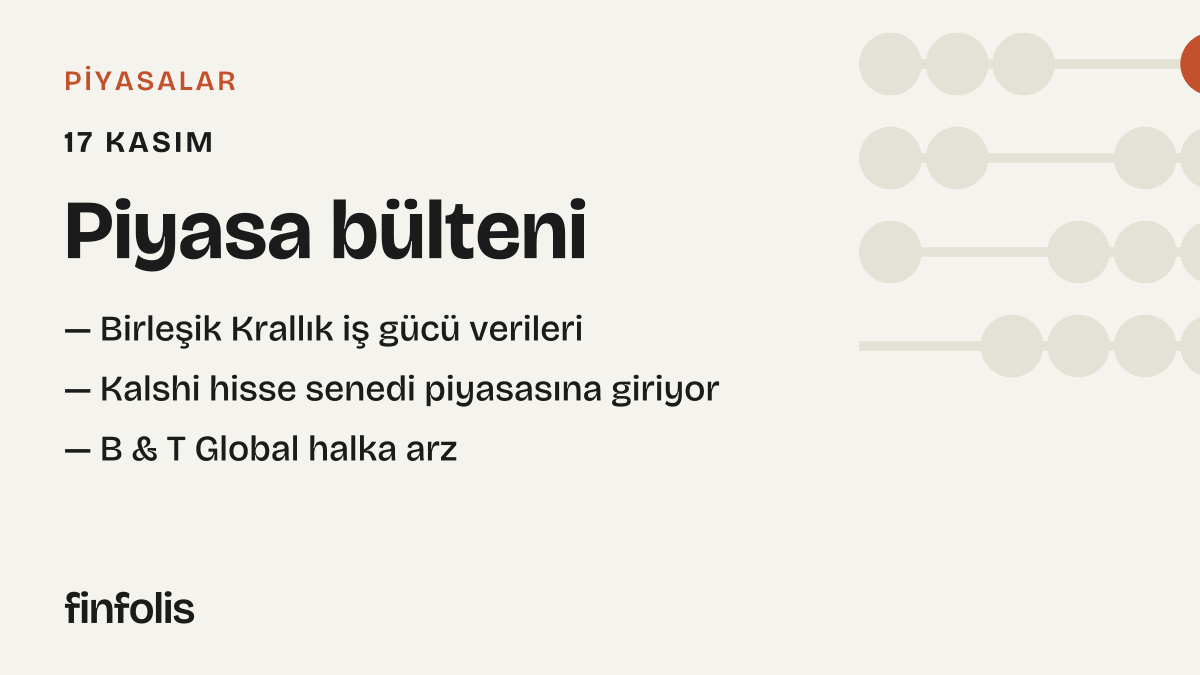 PİYASALAR
17 KASIM
Piyasa bülteni
— Birleşik Krallık iş gücü verileri
— Kalshi hisse senedi piyasasına giriyor
— B & T Global halka arz
finfolis